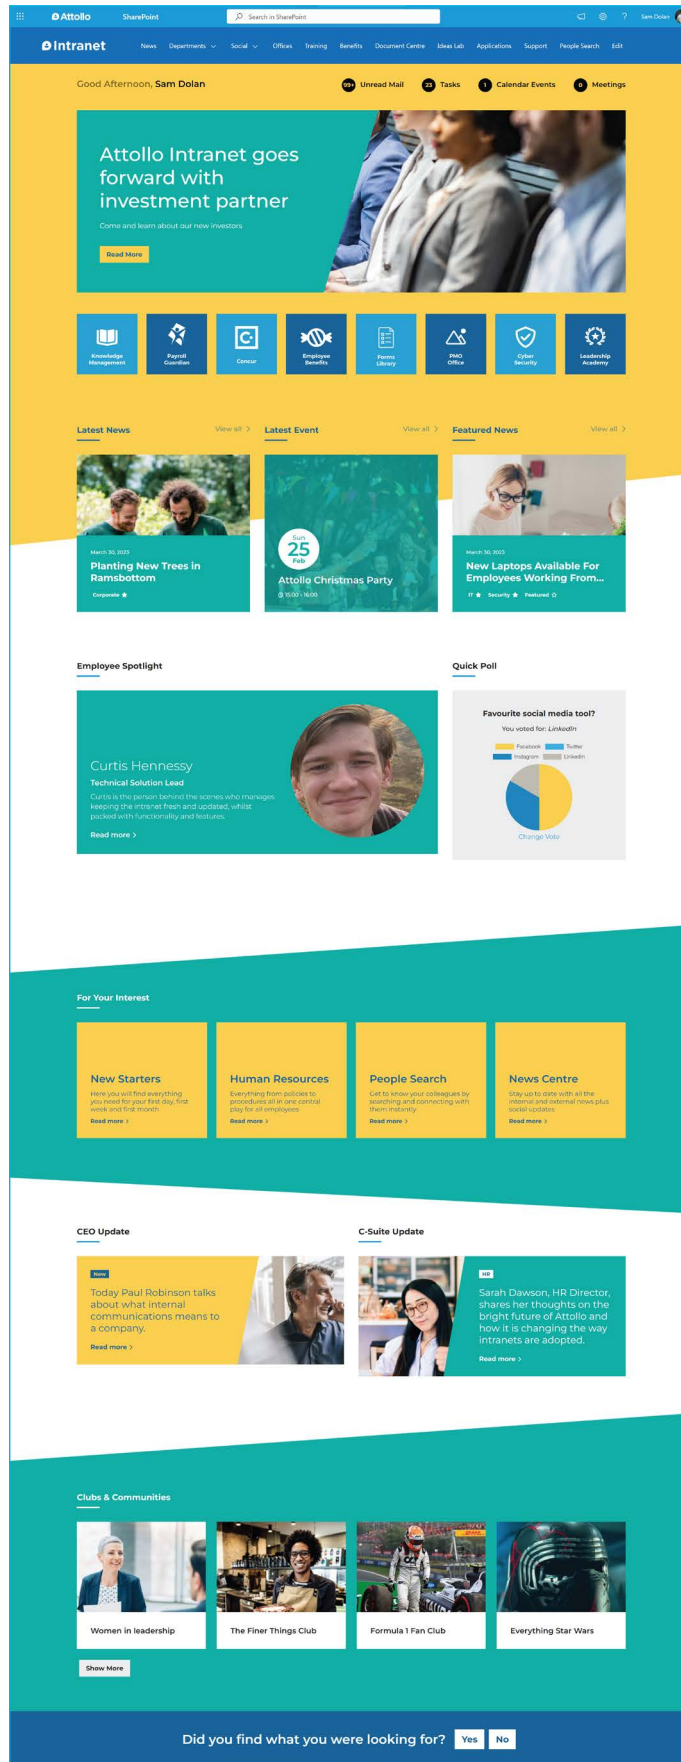 Attollo SharePoint Search in SharePoint ? Sam Dolan
Intranet News Departments Social Offices Training Benefits Document Centre Ideas Lab Applications Support People Search Edit
Good Afternoon, Sam Dolan 99+ Unread Mail 23 Tasks 1 Calendar Events 0 Meetings
Attollo Intranet goes
forward with
investment partner
Come and learn about our new investors
Read More
Knowledge
Management
Payroll
Guardian
Concur
Employee
Benefits
Forms
Library
PMO
Office
Cyber
Security
Leadership
Academy
Latest News View all >
March 30, 2023
Planting New Trees in
Ramsbottom
Corporate
Latest Event View all >
Sun
25
Feb
Attollo Christmas Party
15:00 - 16:00
Featured News View all >
March 30, 2023
New Laptops Available For
Employees Working From...
IT Security Featured
Employee Spotlight
Curtis Hennessy
Technical Solution Lead
Curtis is the person behind the scenes who manages
keeping the intranet fresh and updated, whilst
packed with functionality and features.
Read more >
Quick Poll
Favourite social media tool?
You voted for: LinkedIn
Facebook Twitter
Instagram LinkedIn
Change Vote
For Your Interest
New Starters
Here you will find everything
you need for your first day, first
week and first month
Read more >
Human Resources
Everything from policies to
procedures all in one central
play for all employees
Read more >
People Search
Get to know your colleagues by
searching and connecting with
them instantly
Read more >
News Centre
Stay up to date with all the
internal and external news plus
social updates
Read more >
CEO Update
New
Today Paul Robinson talks
about what internal
communications means to
a company.
Read more >
C-Suite Update
HR
Sarah Dawson, HR Director,
shares her thoughts on the
bright future of Attollo and
how it is changing the way
intranets are adopted.
Read more >
Clubs & Communities
Women in leadership
The Finer Things Club
Formula 1 Fan Club
Everything Star Wars
Show More
Did you find what you were looking for? Yes No